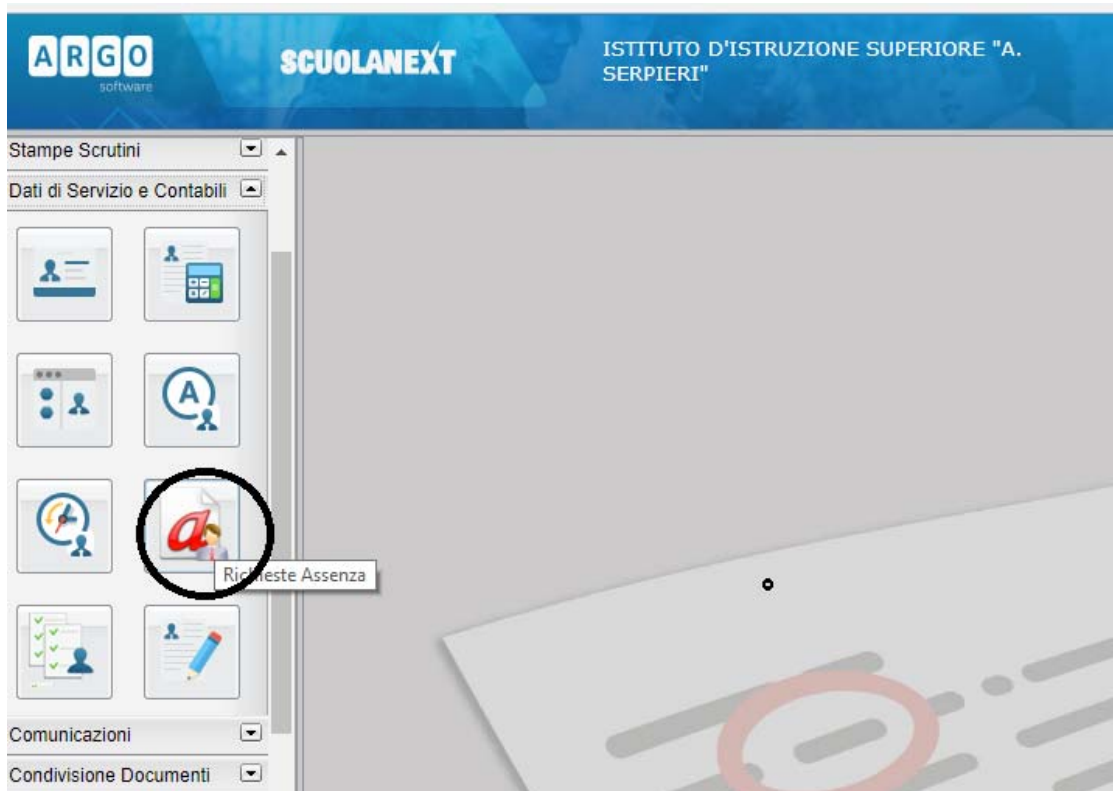 ARGO
software
SCUOLANEXT
ISTITUTO D'ISTRUZIONE SUPERIORE "A.
SERPIERI"
Stampe Scrutini
Dati di Servizio e Contabili
A
a
Richieste Assenza
Comunicazioni
Condivisione Documenti